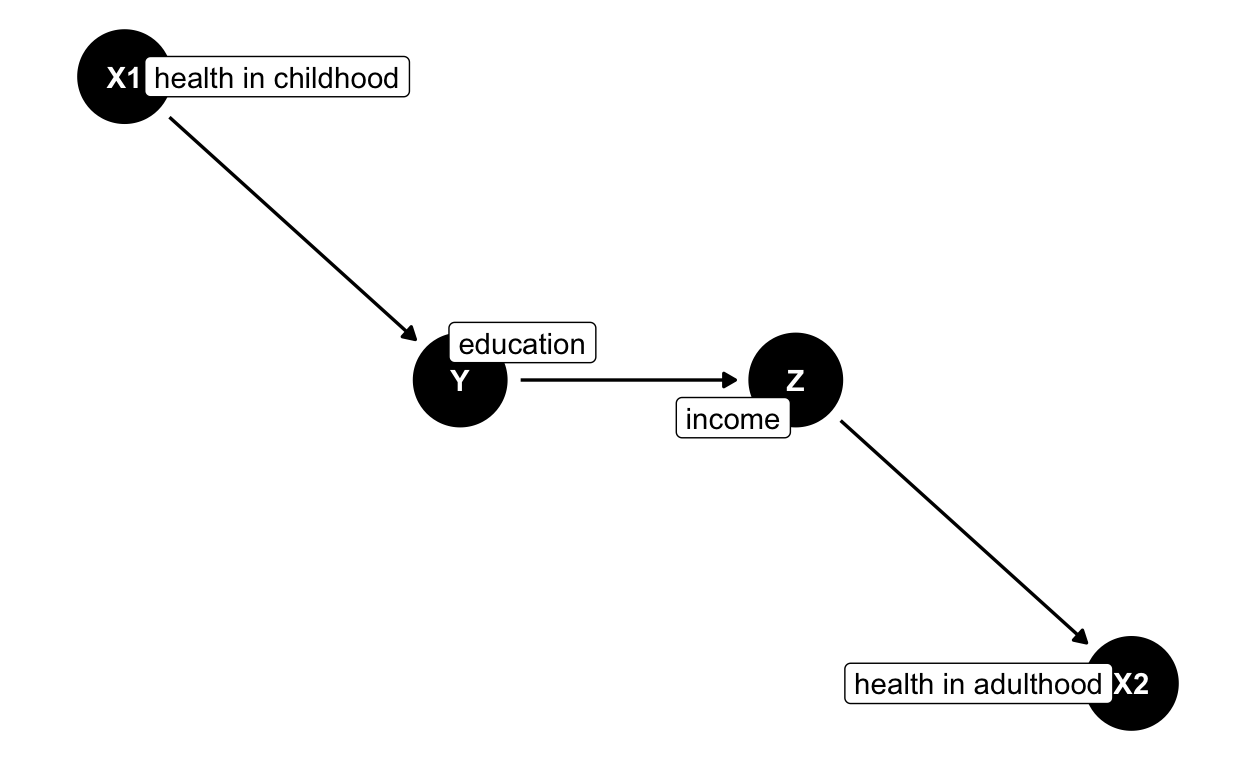 X1 health in childhood
education
Y
Z
income
health in adulthood X2